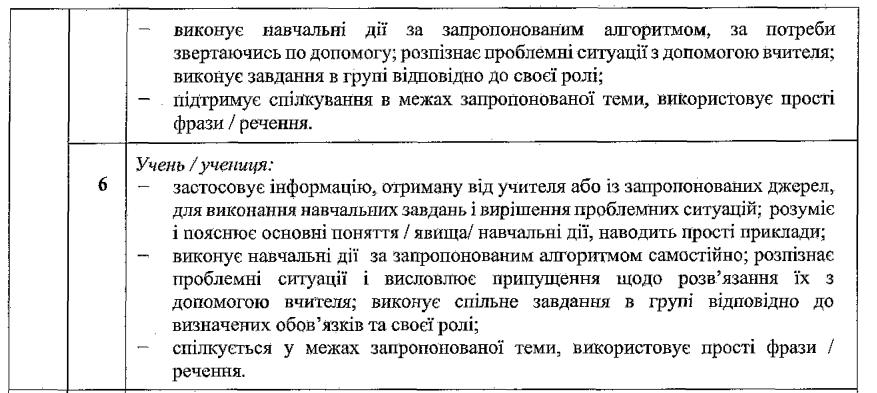 – виконує навчальні дії за запропонованим алгоритмом, за потреби
звертаючись по допомогу; розпізнає проблемні ситуації з допомогою вчителя;
виконує завдання в групі відповідно до своєї ролі;
– підтримує спілкування в межах запропонованої теми, використовує прості
фрази / речення.
6
Учень / учениця:
– застосовує інформацію, отриману від учителя або із запропонованих джерел,
для виконання навчальних завдань і вирішення проблемних ситуацій; розуміє
і пояснює основні поняття / явища/ навчальні дії, наводить прості приклади;
– виконує навчальні дії за запропонованим алгоритмом самостійно; розпізнає
проблемні ситуації і висловлює припущення щодо розв’язання їх з
допомогою вчителя; виконує спільне завдання в групі відповідно до
визначених обов’язків та своєї ролі;
– спілкується у межах запропонованої теми, використовує прості фрази /
речення.